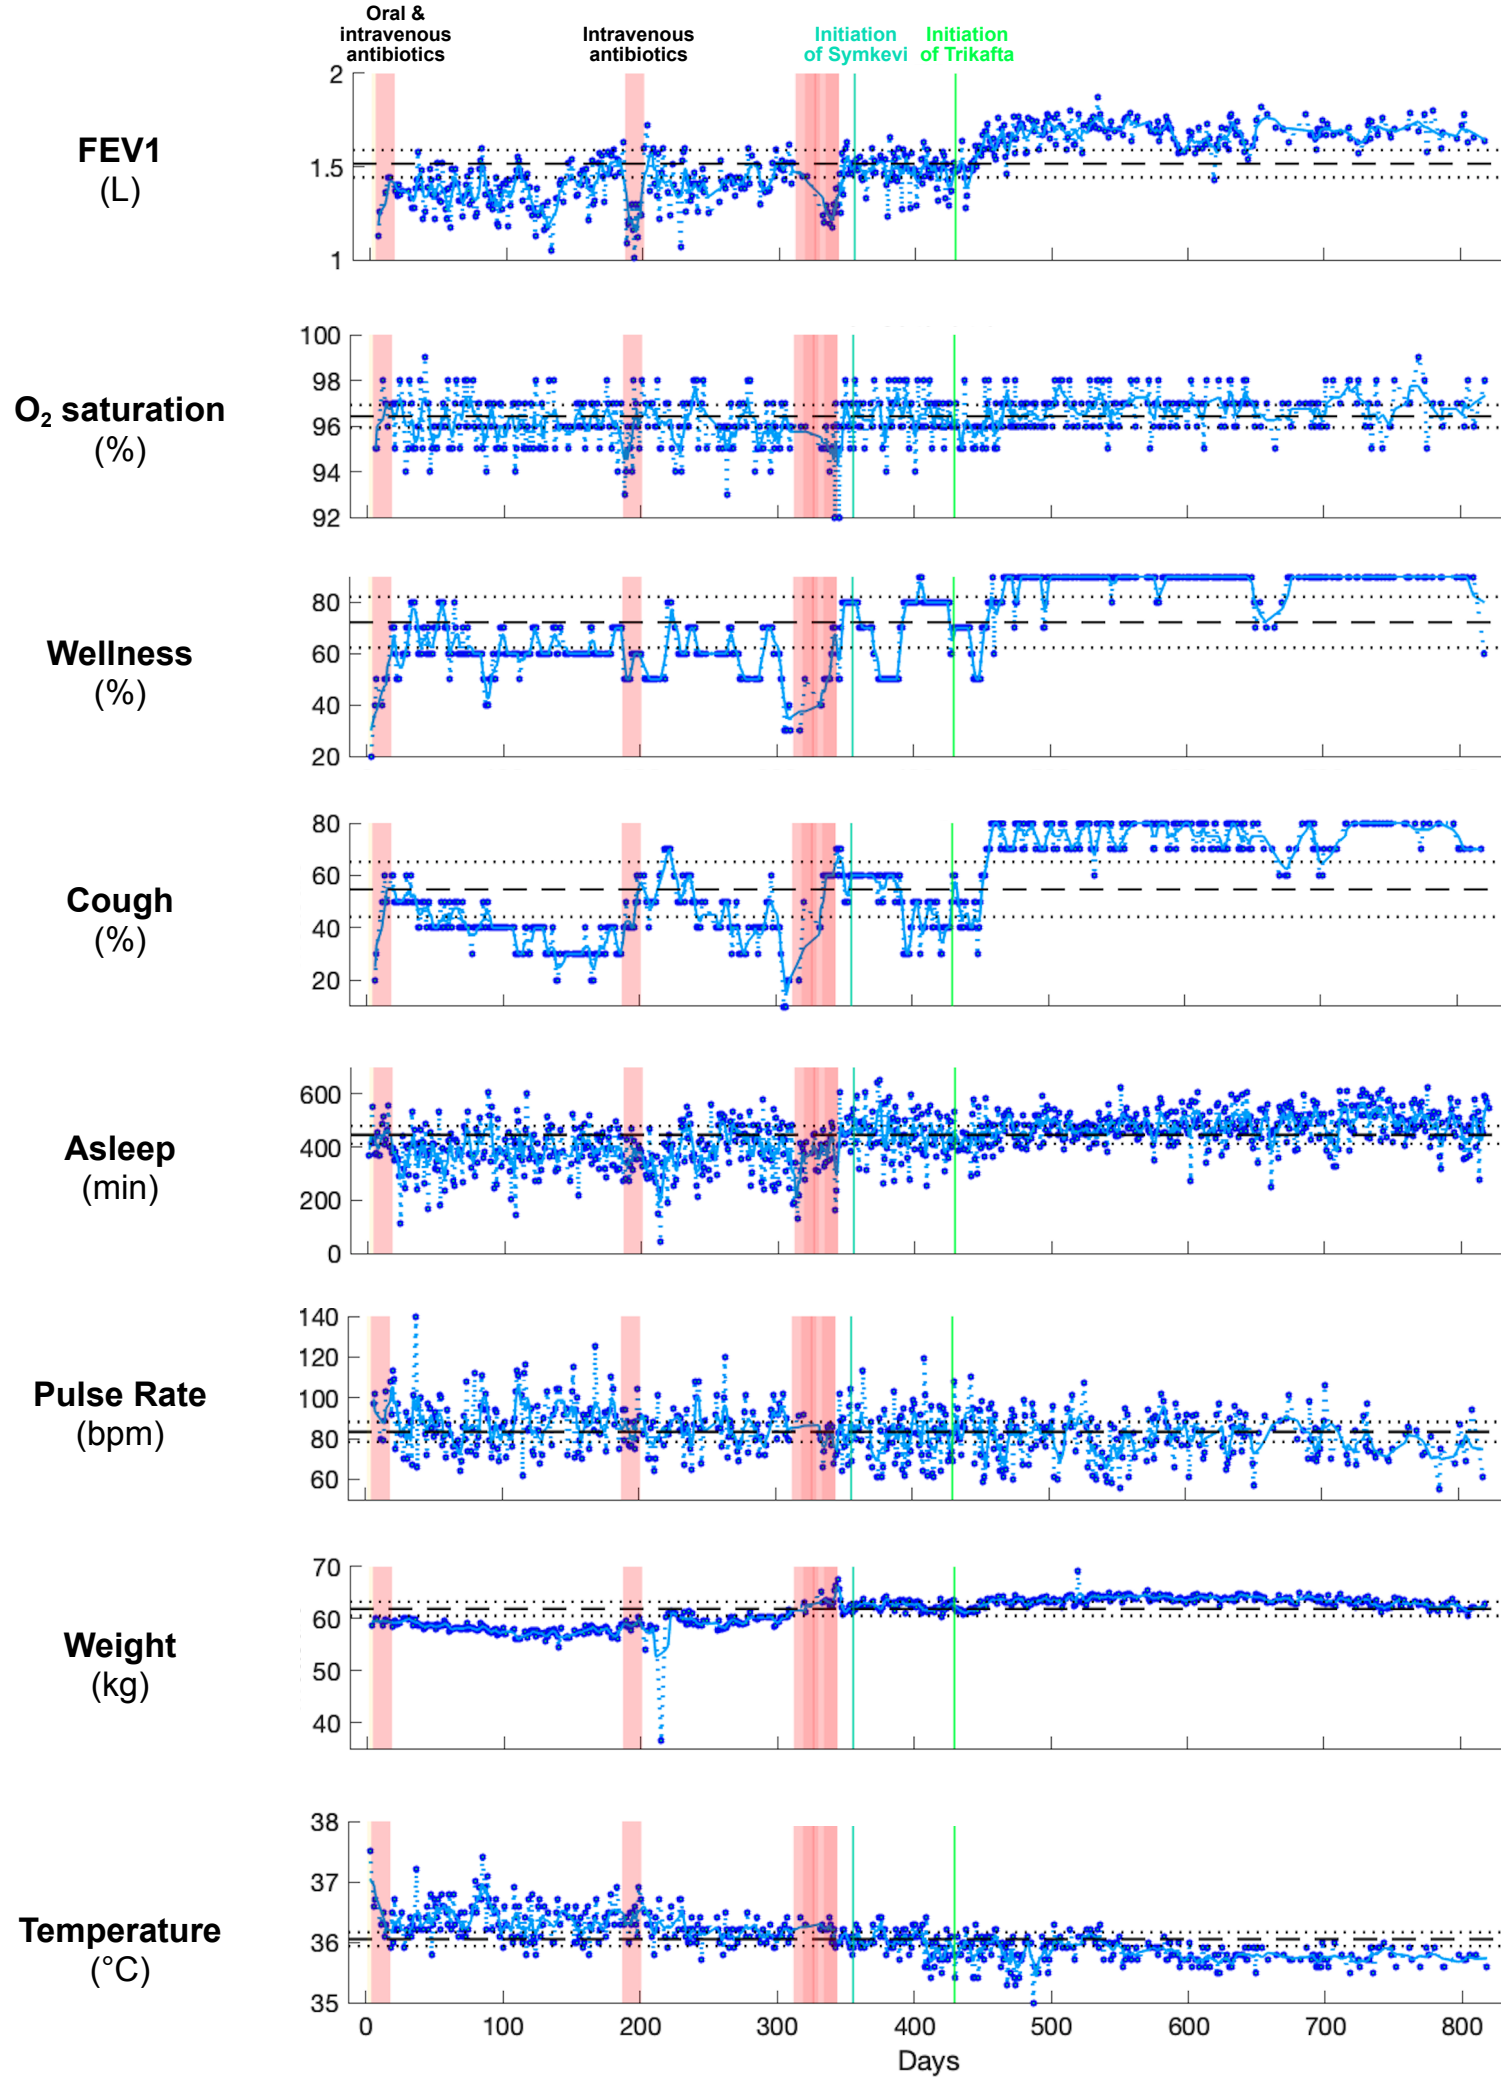 Oral &
intravenous
antibiotics
Intravenous
antibiotics
Initiation
of Symkevi
Initiation
of Trikafta
FEV1
(L)
2
1.5
1
O₂ saturation
(%)
100
98
96
94
92
Wellness
(%)
80
60
40
20
Cough
(%)
80
60
40
20
Asleep
(min)
600
400
200
0
Pulse Rate
(bpm)
140
120
100
80
60
Weight
(kg)
70
60
50
40
Temperature
(°C)
38
37
36
35
0 100 200 300 400 500 600 700 800
Days